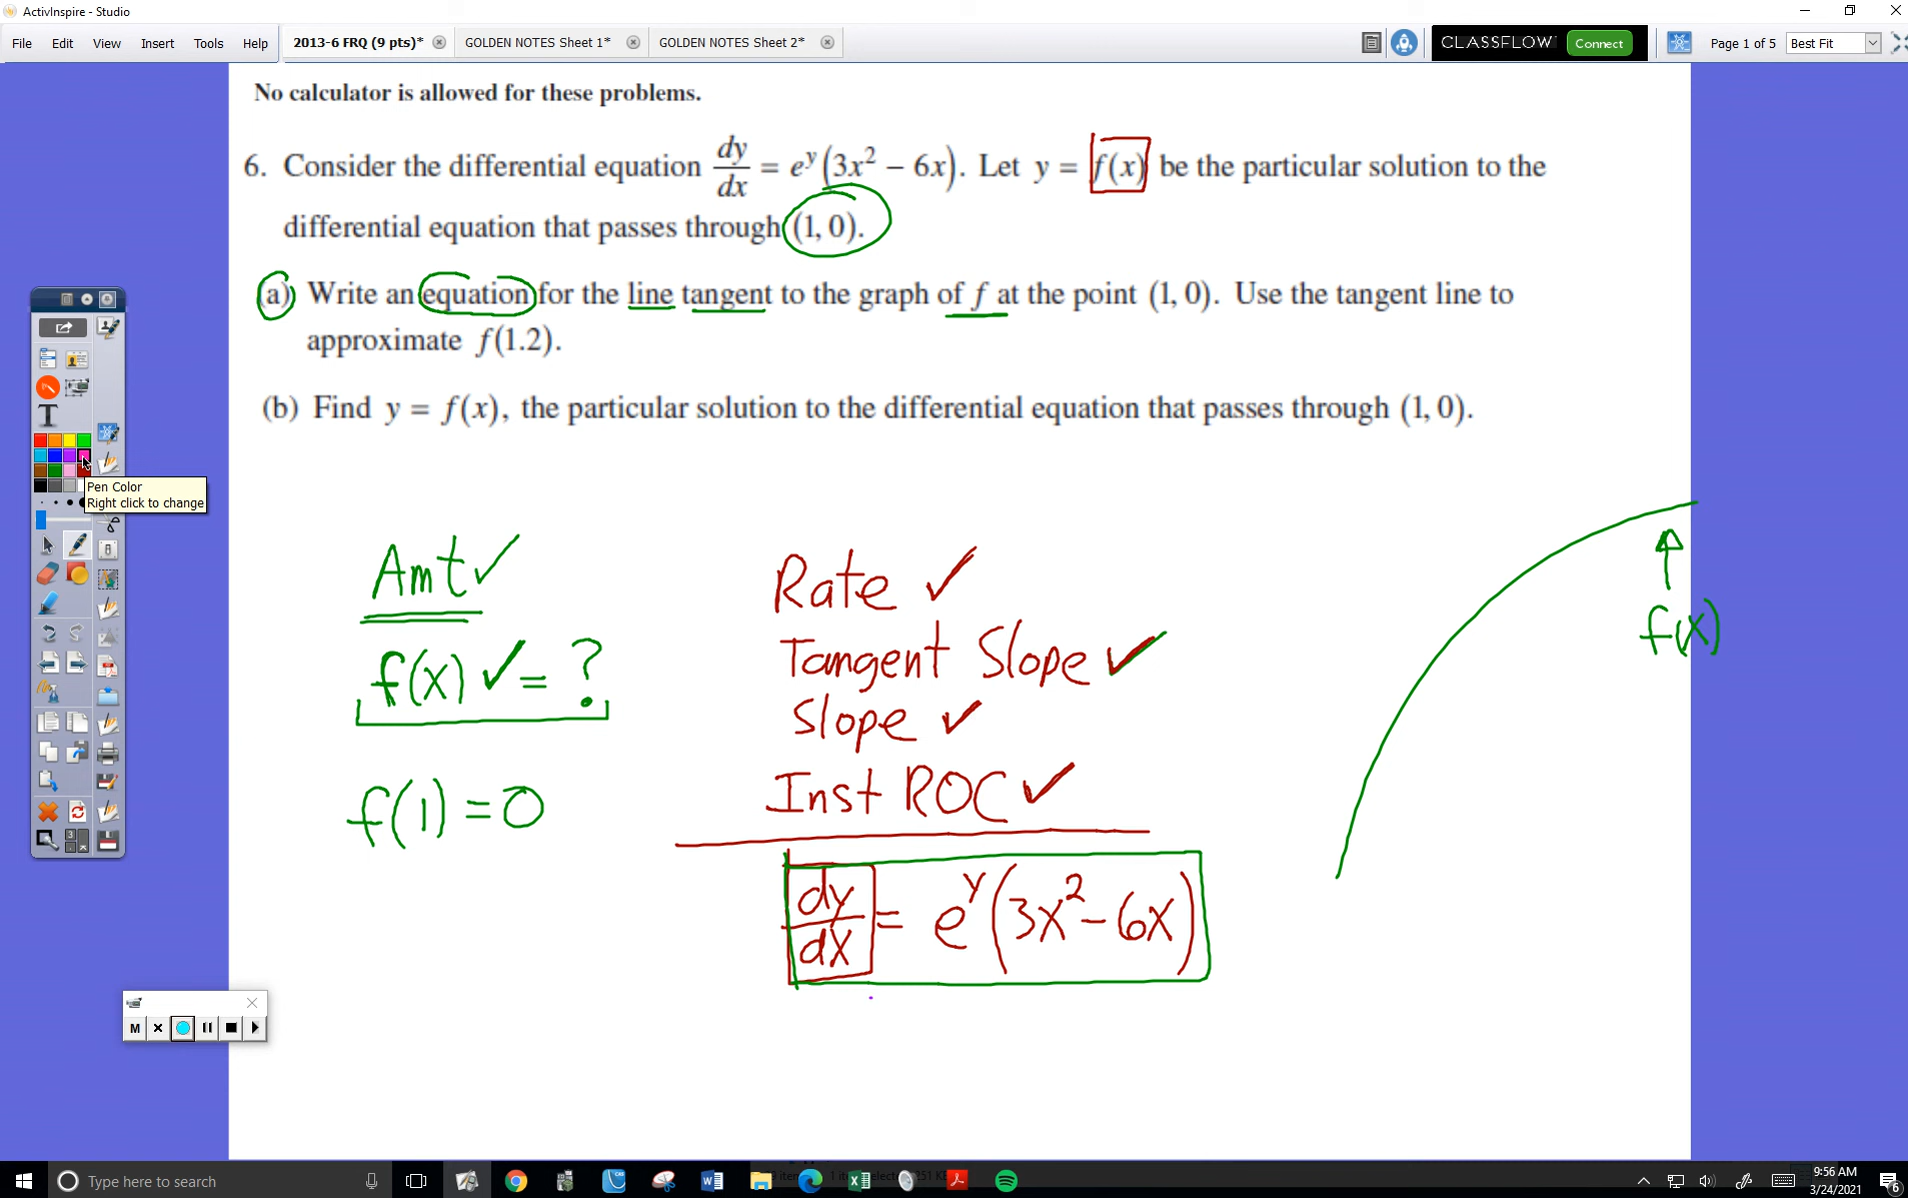 ActivInspire - Studio
File Edit View Insert Tools Help 2013-6 FRQ (9 pts)* GOLDEN NOTES Sheet 1* GOLDEN NOTES Sheet 2* CLASSFLOW Connect Page 1 of 5 Best Fit
No calculator is allowed for these problems.
6. Consider the differential equation dy/dx = e^y(3x² − 6x). Let y = f(x) be the particular solution to the
differential equation that passes through (1, 0).
(a) Write an equation for the line tangent to the graph of f at the point (1, 0). Use the tangent line to
approximate f(1.2).
(b) Find y = f(x), the particular solution to the differential equation that passes through (1, 0).
T
Pen Color
Right click to change
Amt ✓
f(x) ✓ = ?
f(1) = 0
Rate ✓
Tangent Slope ✓
Slope ✓
Inst ROC ✓
dy/dx = e^y(3x² − 6x)
f(x)
M
Type here to search
9:56 AM
3/24/2021
6